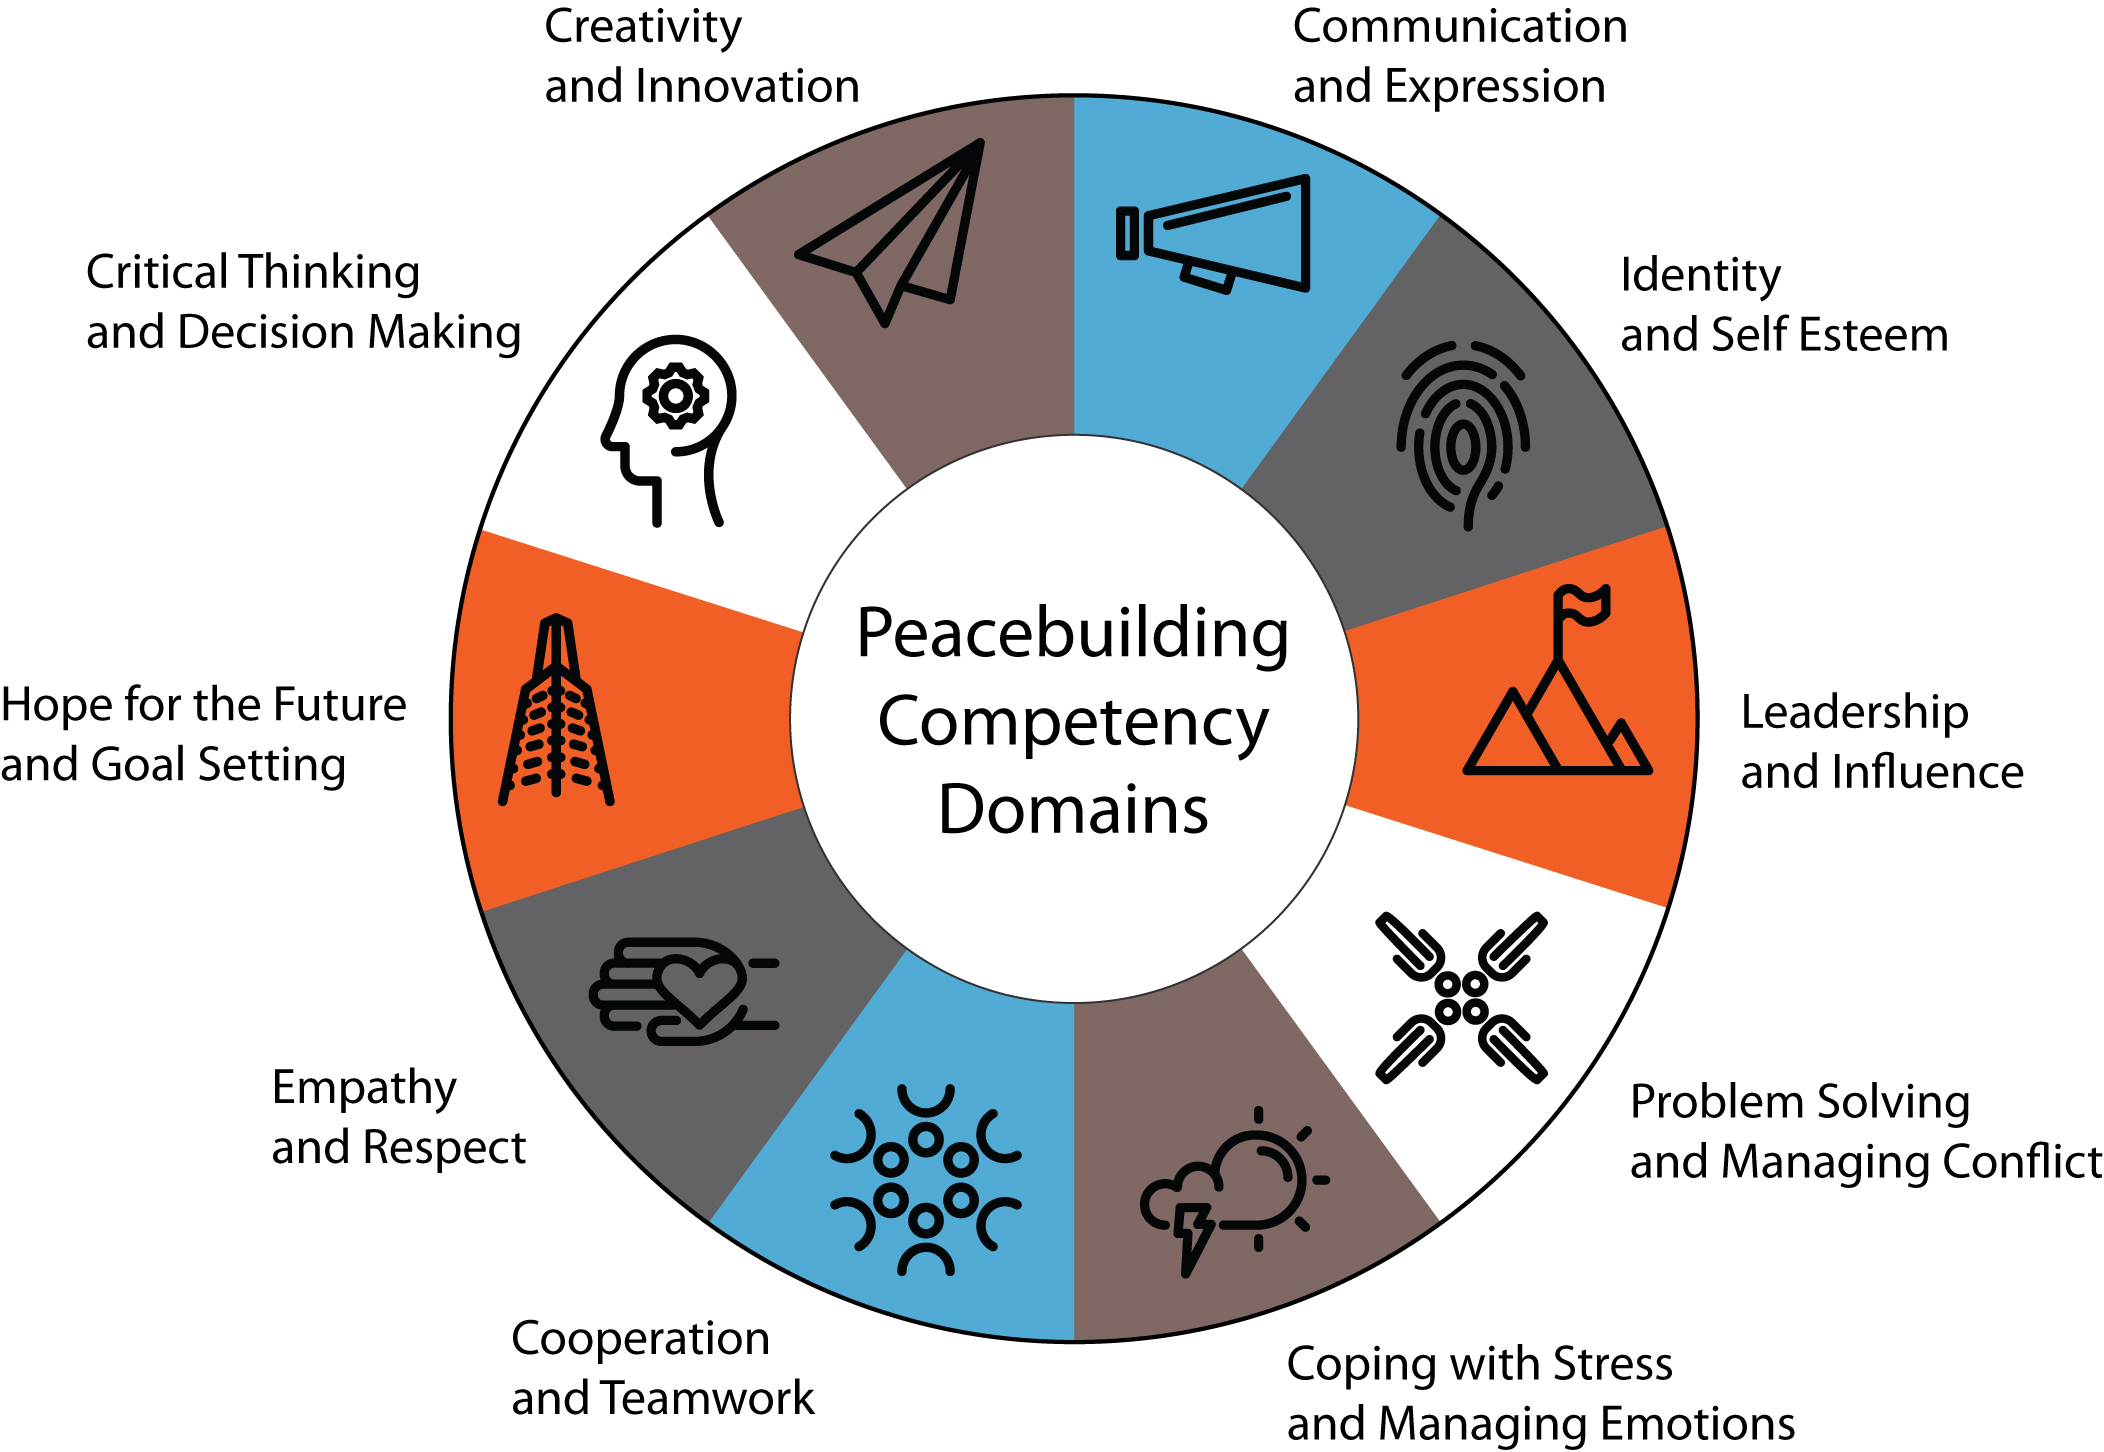 Creativity
and Innovation
Communication
and Expression
Critical Thinking
and Decision Making
Identity
and Self Esteem
Peacebuilding
Competency
Domains
Hope for the Future
and Goal Setting
Leadership
and Influence
Empathy
and Respect
Problem Solving
and Managing Conflict
Cooperation
and Teamwork
Coping with Stress
and Managing Emotions